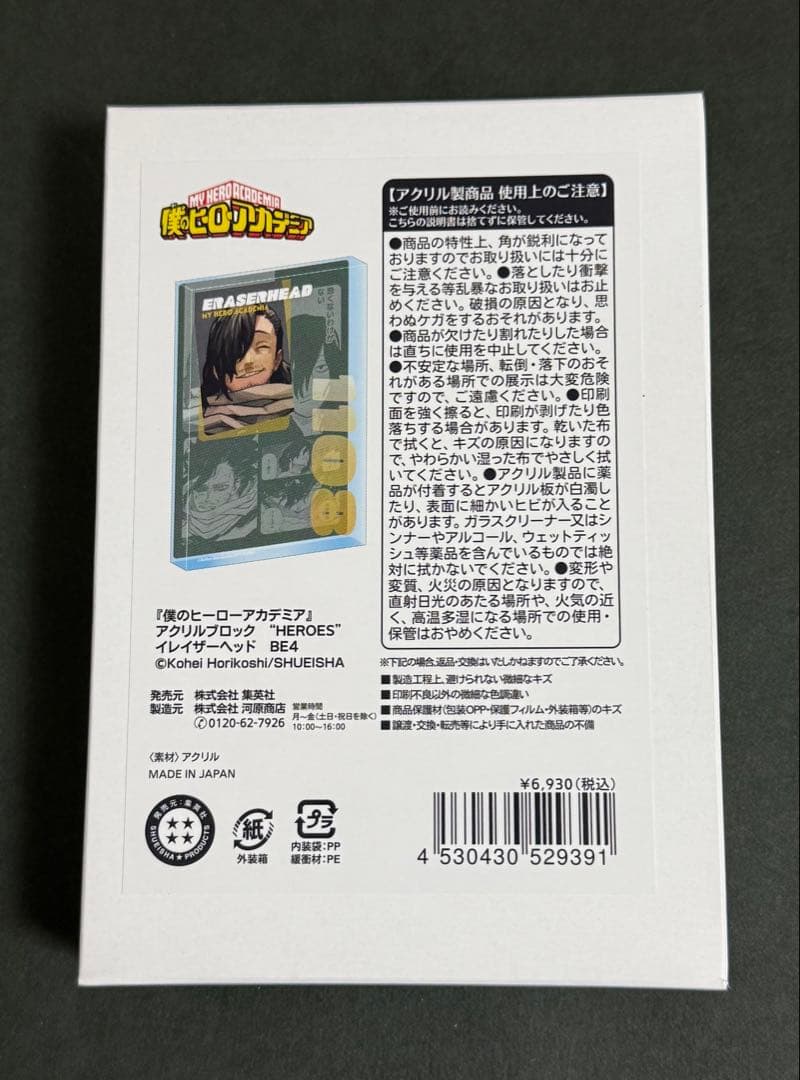 MY HERO ACADEMIA
僕のヒーローアカデミア
ERASERHEAD
MY HERO ACADEMIA
1108
『僕のヒーローアカデミア』
アクリルブロック “HEROES”
イレイザーヘッド BE4
©Kohei Horikoshi/SHUEISHA
発売元 株式会社 集英社
製造元 株式会社 河原商店
✆0120-62-7926
営業時間
月〜金(土日・祝日を除く)
10:00〜16:00
〈素材〉アクリル
MADE IN JAPAN
発売元:集英社
SHUEISHA★PRODUCTS
紙
外装箱
プラ
内装袋:PP
緩衝材:PE
【アクリル製商品 使用上のご注意】
※ご使用前にお読みください。
こちらの説明書は捨てずに保管してください。
●商品の特性上、角が鋭利になって
おりますのでお取り扱いには十分に
ご注意ください。●落としたり衝撃
を与える等乱暴なお取り扱いはお止
めください。破損の原因となり、思
わぬケガをするおそれがあります。
●商品が欠けたり割れたりした場合
は直ちに使用を中止してください。
●不安定な場所、転倒・落下のおそ
れがある場所での展示は大変危険
ですので、ご遠慮ください。●印刷
面を強く擦ると、印刷が剥げたり色
落ちする場合があります。乾いた布
で拭くと、キズの原因になりますの
で、やわらかい湿った布でやさしく拭
いてください。●アクリル製品に薬
品が付着するとアクリル板が白濁し
たり、表面に細かいヒビが入ること
があります。ガラスクリーナー又はシ
ンナーやアルコール、ウェットティ
ッシュ等薬品を含んでいるものでは絶
対に拭かないでください。●変形や
変質、火災の原因となりますので、
直射日光のあたる場所や、火気の近
く、高温多湿になる場所での使用・
保管はおやめください。
※下記の場合、返品・交換はいたしかねますのでご了承ください。
■製造工程上、避けられない微細なキズ
■印刷不良以外の微細な色調違い
■商品保護材(包装OPP・保護フィルム・外装箱等)のキズ
■譲渡・交換・転売等により手に入れた商品の不備
¥6,930(税込)
4 530430 529391